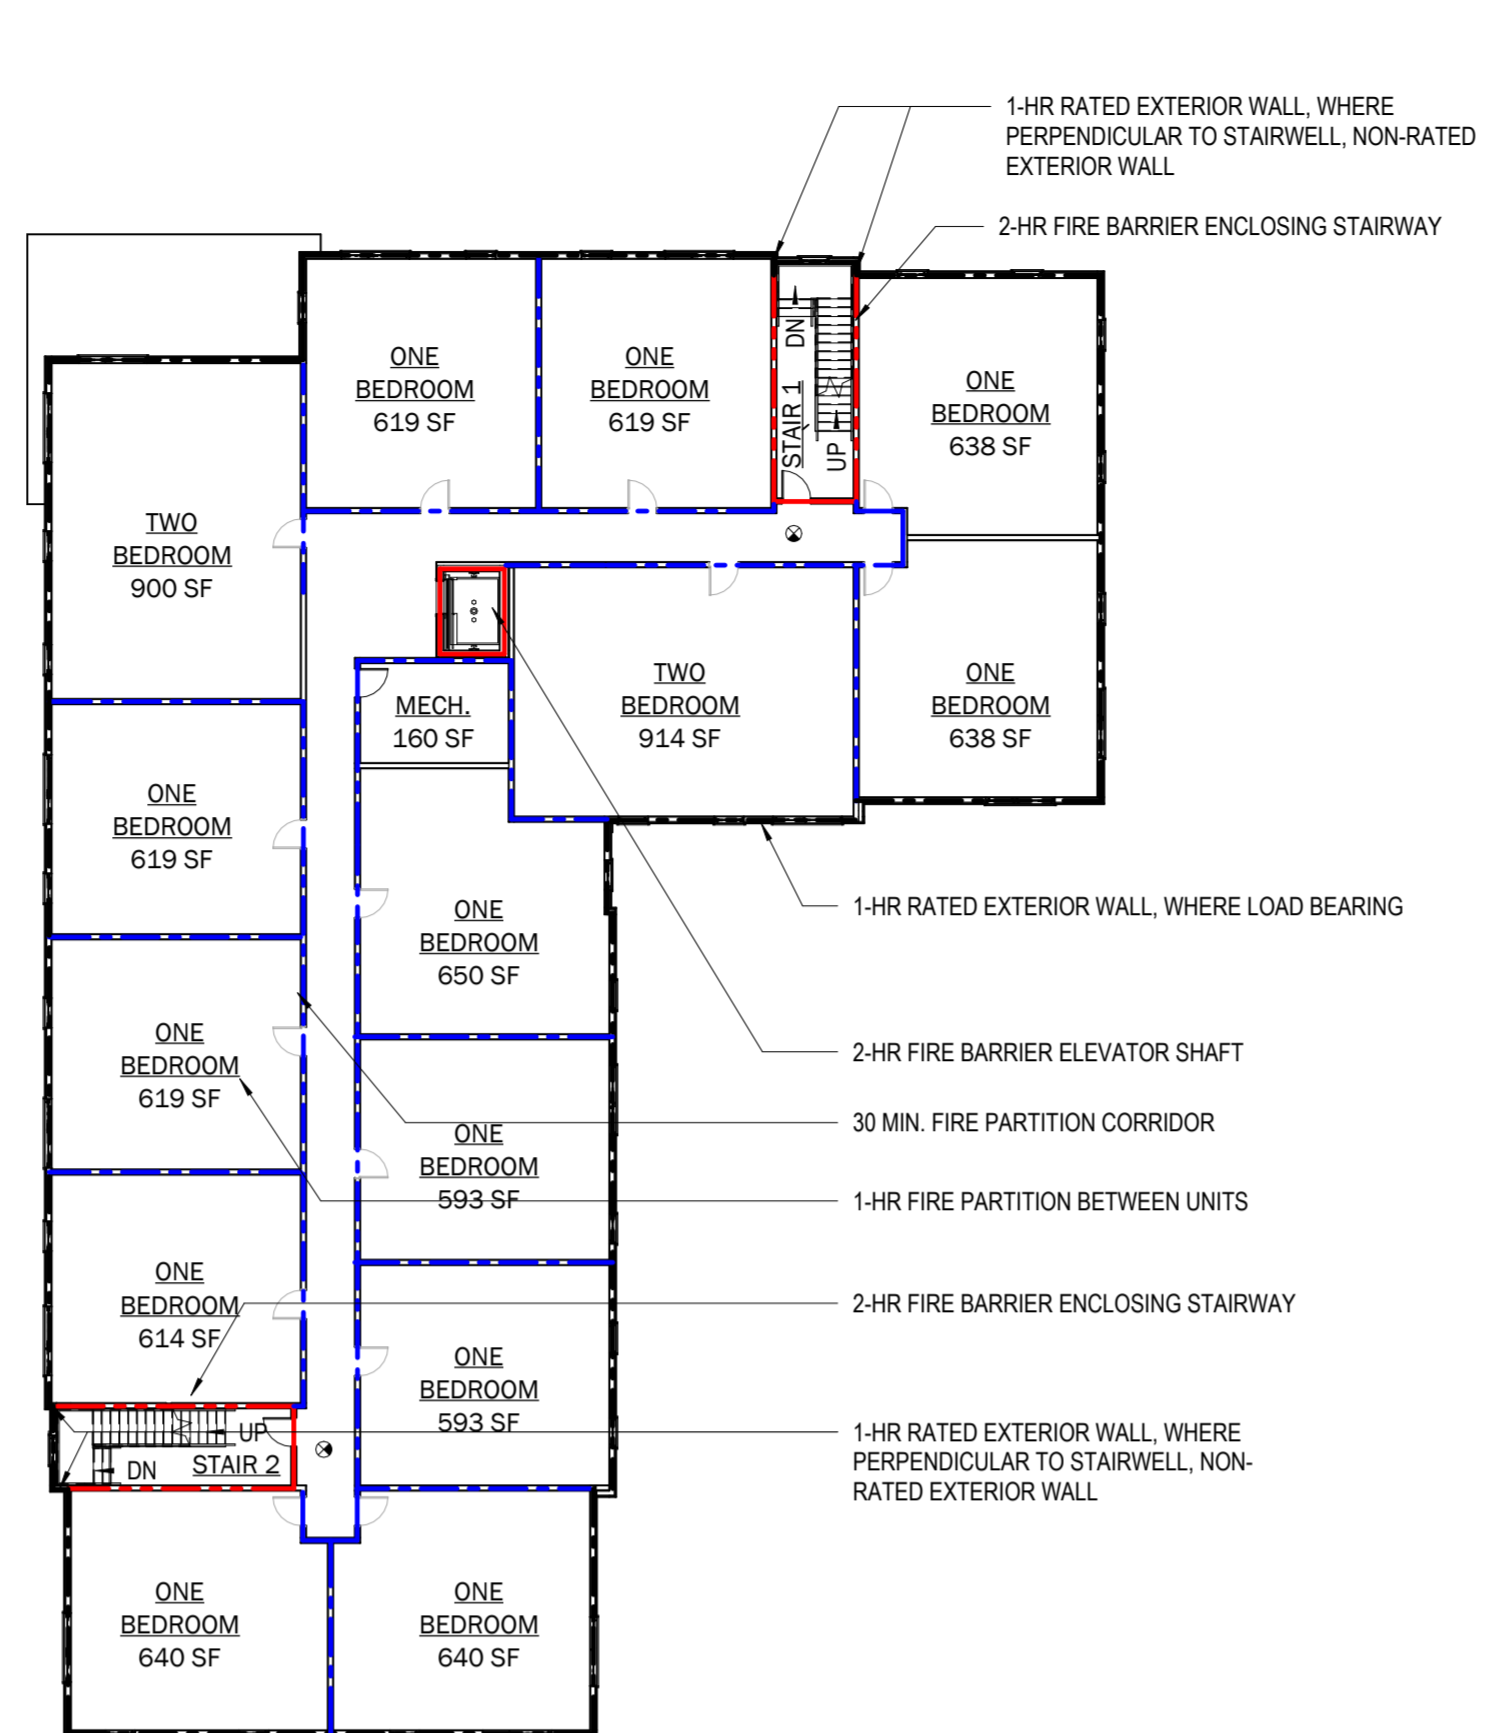 1-HR RATED EXTERIOR WALL, WHERE
PERPENDICULAR TO STAIRWELL, NON-RATED
EXTERIOR WALL
2-HR FIRE BARRIER ENCLOSING STAIRWAY
ONE
BEDROOM
619 SF
ONE
BEDROOM
619 SF
DN
STAIR 1
UP
ONE
BEDROOM
638 SF
TWO
BEDROOM
900 SF
MECH.
160 SF
TWO
BEDROOM
914 SF
ONE
BEDROOM
638 SF
ONE
BEDROOM
619 SF
ONE
BEDROOM
650 SF
1-HR RATED EXTERIOR WALL, WHERE LOAD BEARING
ONE
BEDROOM
619 SF
2-HR FIRE BARRIER ELEVATOR SHAFT
30 MIN. FIRE PARTITION CORRIDOR
ONE
BEDROOM
593 SF
1-HR FIRE PARTITION BETWEEN UNITS
ONE
BEDROOM
614 SF
2-HR FIRE BARRIER ENCLOSING STAIRWAY
ONE
BEDROOM
593 SF
UP
DN
STAIR 2
1-HR RATED EXTERIOR WALL, WHERE
PERPENDICULAR TO STAIRWELL, NON-
RATED EXTERIOR WALL
ONE
BEDROOM
640 SF
ONE
BEDROOM
640 SF